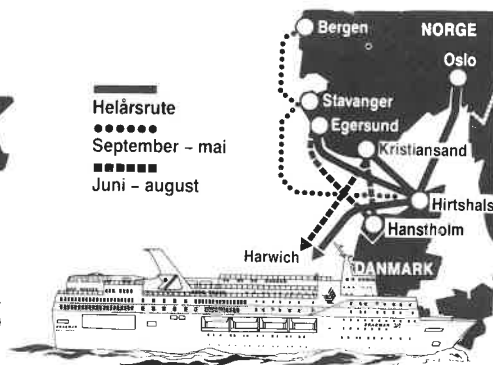 Bergen
NORGE
Oslo
Helårsrute
September – mai
Juni – august
Stavanger
Egersund
Kristiansand
Hirtshals
Hanstholm
Harwich
DANMARK